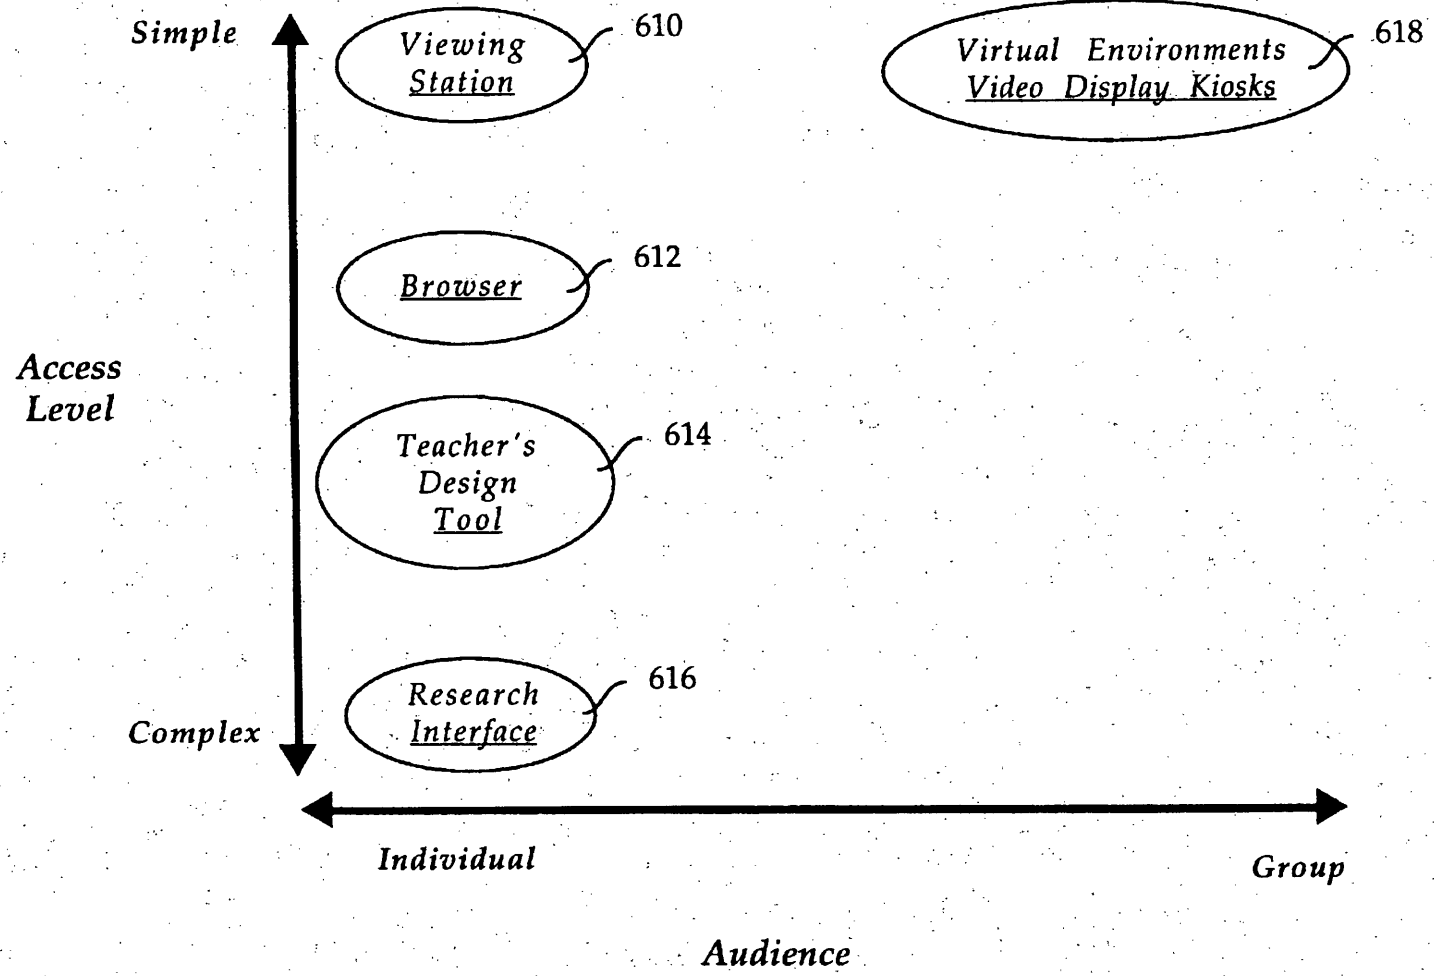 Simple
Viewing
Station
610
Virtual Environments
Video Display Kiosks
618
Browser
612
Access
Level
Teacher's
Design
Tool
614
Research
Interface
616
Complex
Individual
Group
Audience